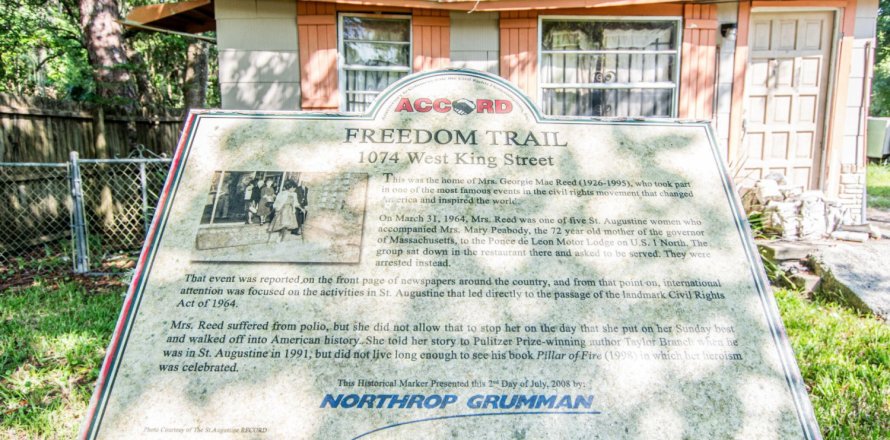 ACCORD
FREEDOM TRAIL
1074 West King Street
This was the home of Mrs. Georgie Mae Reed (1926-1995), who took part
in one of the most famous events in the civil rights movement that changed
America and inspired the world.
On March 31, 1964, Mrs. Reed was one of five St. Augustine women who
accompanied Mrs. Mary Peabody, the 72 year old mother of the governor
of Massachusetts, to the Ponce de Leon Motor Lodge on U.S. 1 North. The
group sat down in the restaurant there and asked to be served. They were
arrested instead.
That event was reported on the front page of newspapers around the country, and from that point on, international
attention was focused on the activities in St. Augustine that led directly to the passage of the landmark Civil Rights
Act of 1964.
Mrs. Reed suffered from polio, but she did not allow that to stop her on the day that she put on her Sunday best
and walked off into American history. She told her story to Pulitzer Prize-winning author Taylor Branch when he
was in St. Augustine in 1991, but did not live long enough to see his book Pillar of Fire (1998) in which her heroism
was celebrated.
This Historical Marker Presented this 2nd Day of July, 2008 by:
NORTHROP GRUMMAN
Photo Courtesy of The St. Augustine RECORD